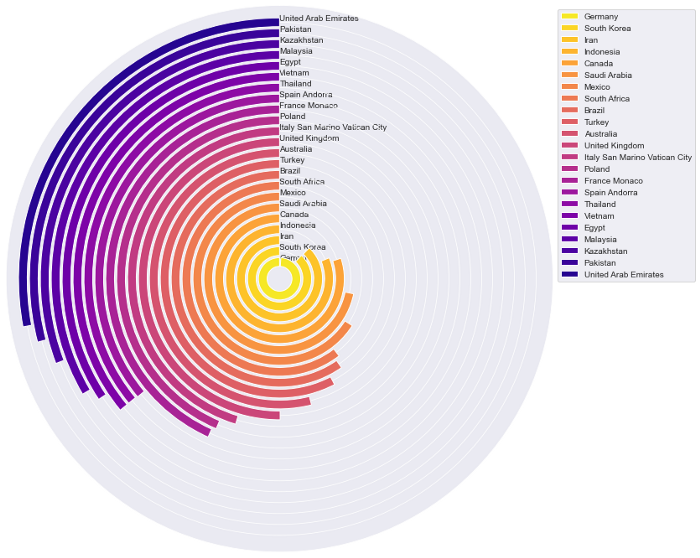 United Arab Emirates
Pakistan
Kazakhstan
Malaysia
Egypt
Vietnam
Thailand
Spain Andorra
France Monaco
Poland
Italy San Marino Vatican City
United Kingdom
Australia
Turkey
Brazil
South Africa
Mexico
Saudi Arabia
Canada
Indonesia
Iran
South Korea
Germany
Germany
South Korea
Iran
Indonesia
Canada
Saudi Arabia
Mexico
South Africa
Brazil
Turkey
Australia
United Kingdom
Italy San Marino Vatican City
Poland
France Monaco
Spain Andorra
Thailand
Vietnam
Egypt
Malaysia
Kazakhstan
Pakistan
United Arab Emirates